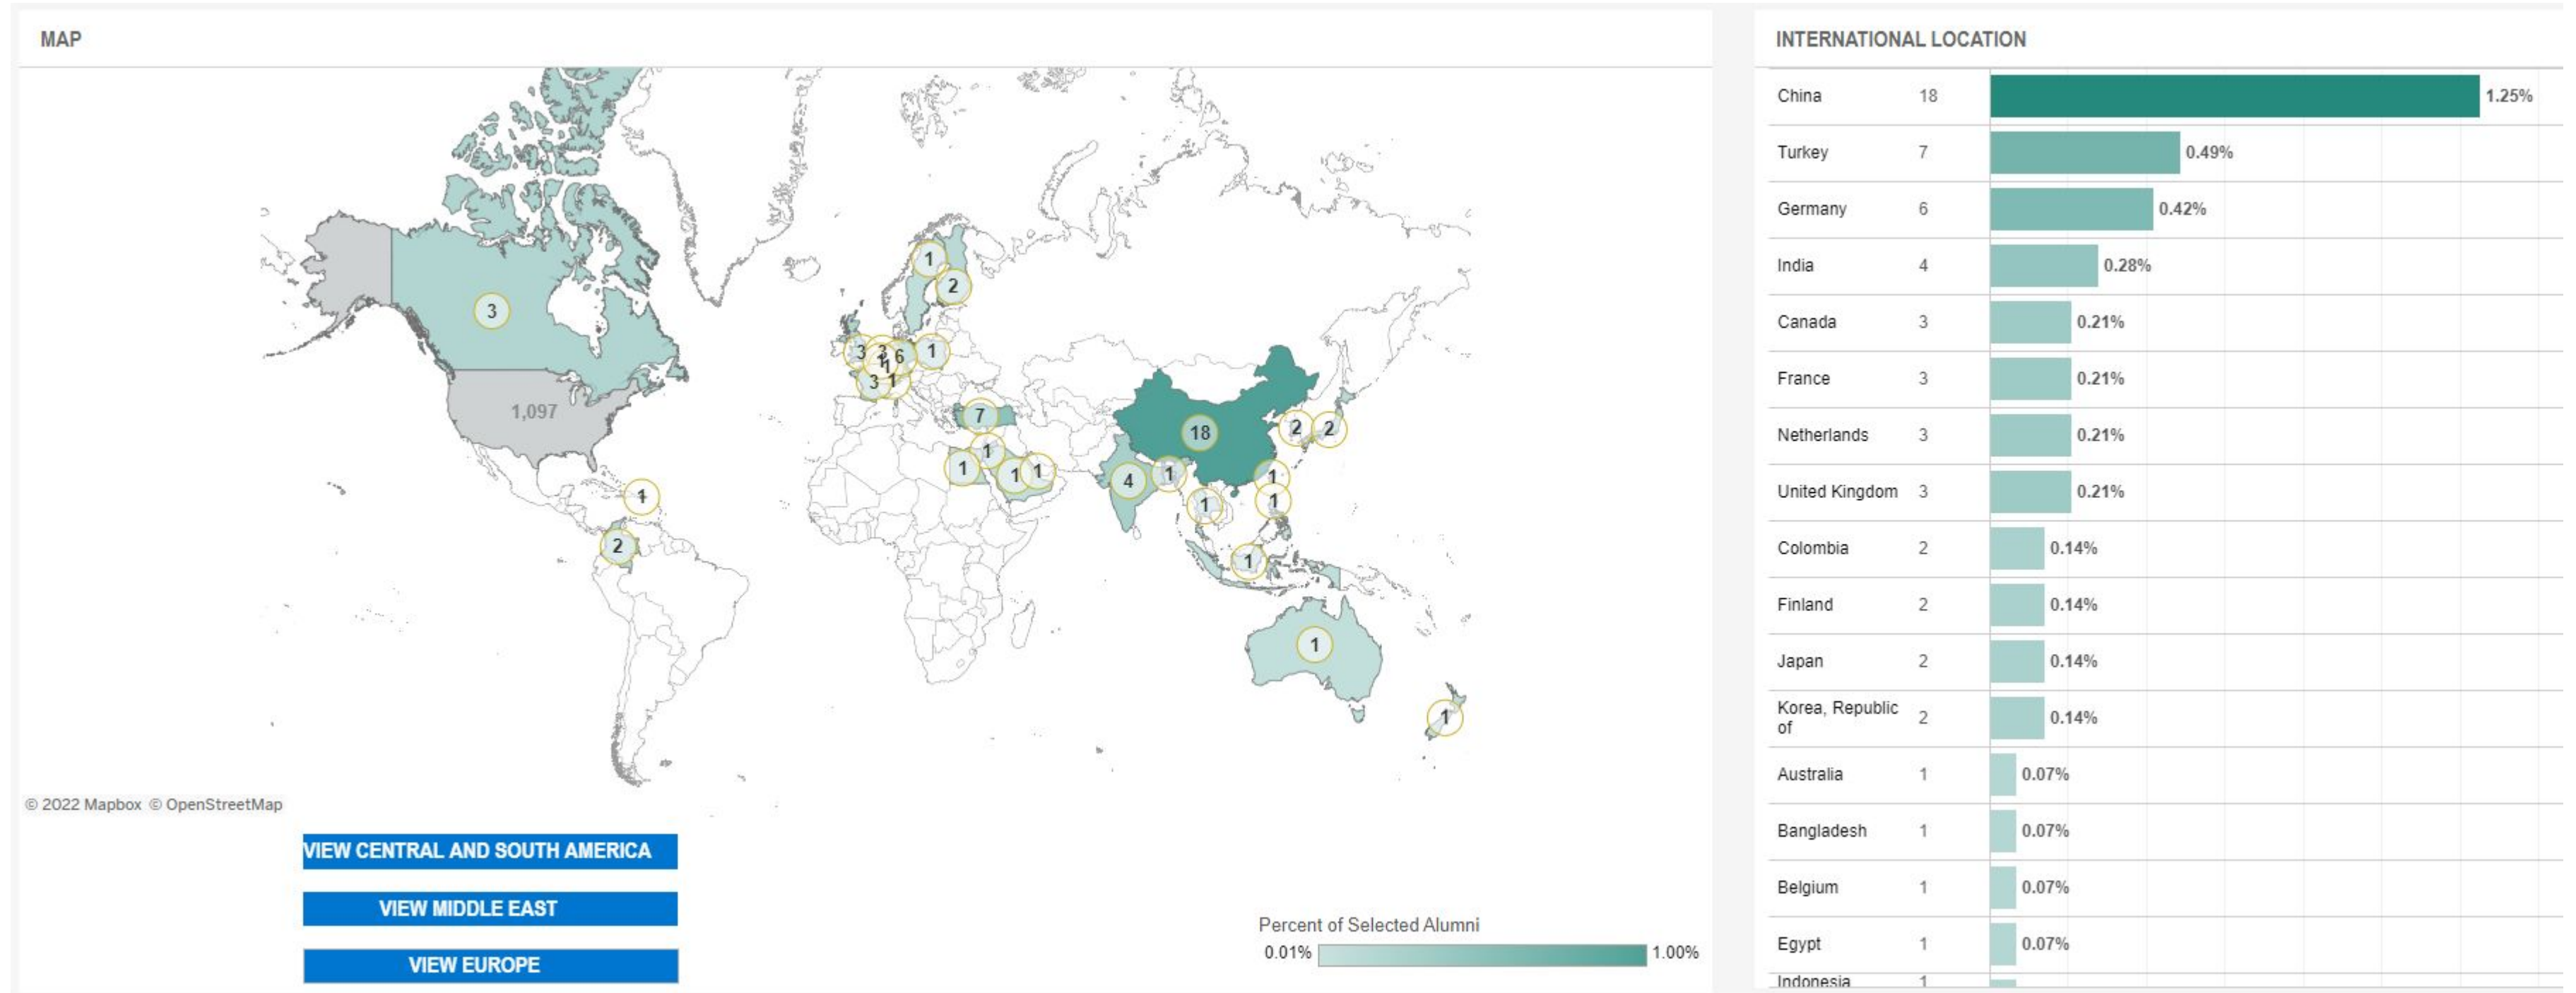 MAP
3
1,097
1
2
1
2
3
3
6
1
1
3
1
7
1
1
1
1
18
4
1
2
2
1
1
1
1
1
1
© 2022 Mapbox © OpenStreetMap
VIEW CENTRAL AND SOUTH AMERICA
VIEW MIDDLE EAST
VIEW EUROPE
Percent of Selected Alumni
0.01% 1.00%
INTERNATIONAL LOCATION
China 18 1.25%
Turkey 7 0.49%
Germany 6 0.42%
India 4 0.28%
Canada 3 0.21%
France 3 0.21%
Netherlands 3 0.21%
United Kingdom 3 0.21%
Colombia 2 0.14%
Finland 2 0.14%
Japan 2 0.14%
Korea, Republic
of 2 0.14%
Australia 1 0.07%
Bangladesh 1 0.07%
Belgium 1 0.07%
Egypt 1 0.07%
Indonesia 1